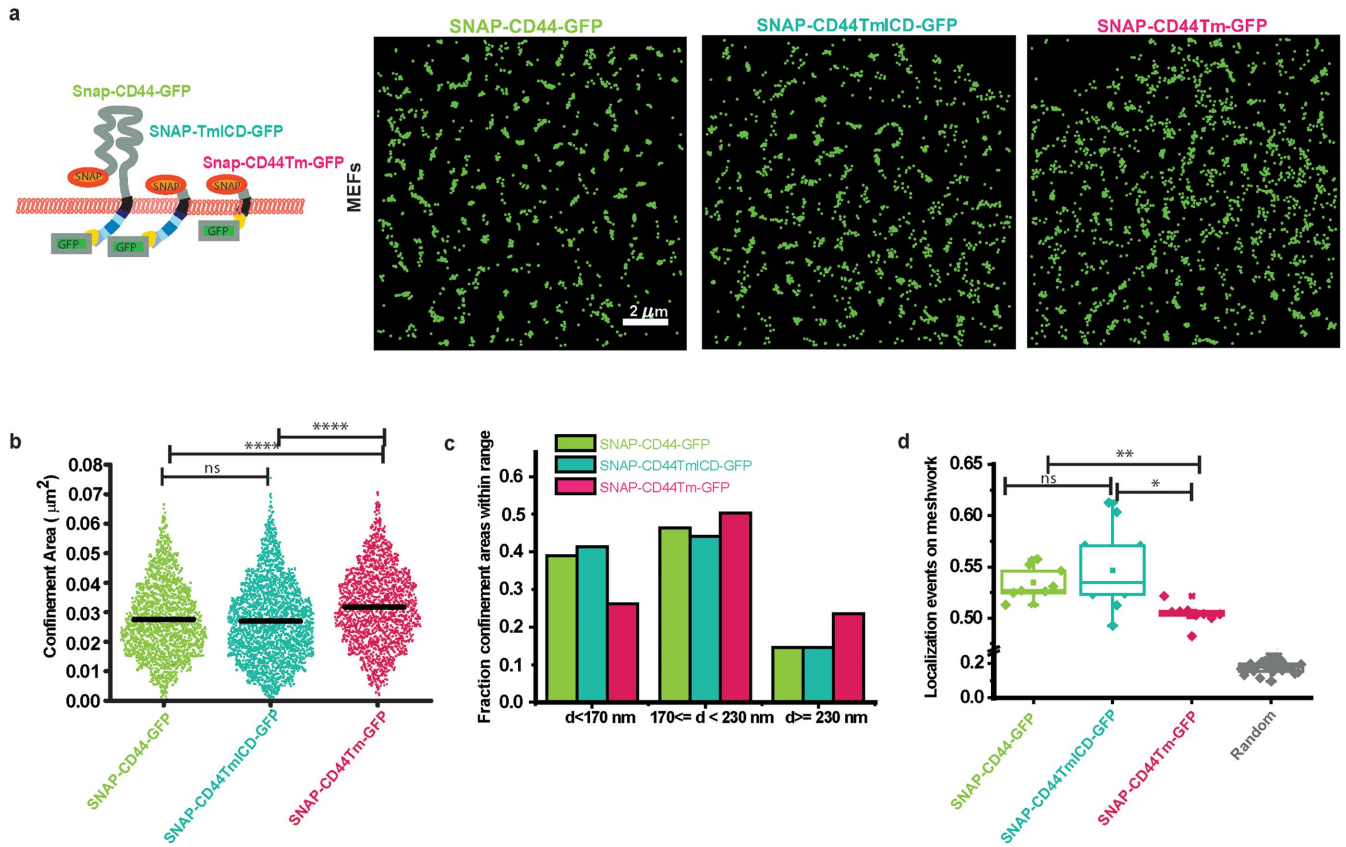 a
SNAP-CD44-GFP
SNAP-CD44TmICD-GFP
SNAP-CD44Tm-GFP
Snap-CD44-GFP
SNAP-TmICD-GFP
Snap-CD44Tm-GFP
SNAP
SNAP
SNAP
GFP
GFP
GFP
MEFs
2 μm
b
****
****
ns
Confinement Area ( μm²)
0.08
0.07
0.06
0.05
0.04
0.03
0.02
0.01
0.00
SNAP-CD44-GFP
SNAP-CD44TmICD-GFP
SNAP-CD44Tm-GFP
c
SNAP-CD44-GFP
SNAP-CD44TmICD-GFP
SNAP-CD44Tm-GFP
Fraction confinement areas within range
0.6
0.5
0.4
0.3
0.2
0.1
0.0
d<170 nm
170<= d < 230 nm
d>= 230 nm
d
**
ns
*
Localization events on meshwork
0.65
0.60
0.55
0.50
0.2
0.0
SNAP-CD44-GFP
SNAP-CD44TmICD-GFP
SNAP-CD44Tm-GFP
Random